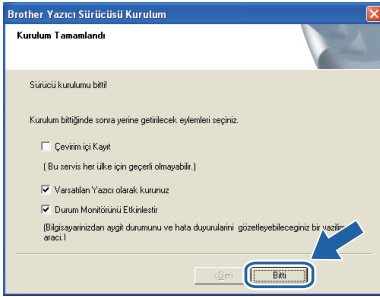 Brother Yazıcı Sürücüsü Kurulum
Kurulum Tamamlandı
Sürücü kurulumu bitti!
Kurulum bittiğinde sonra yerine getirilecek eylemleri seçiniz.
Çevirim içi Kayıt
( Bu servis her ülke için geçerli olmayabilir.)
Varsatilan Yazıcı olarak kurunuz
Durum Monitörünü Etkinlestir
(Bilgisayarinizdan aygit durumunu ve hata duyurularini gözetleyebileceginiz bir
araci.)
<Geri
Bitti